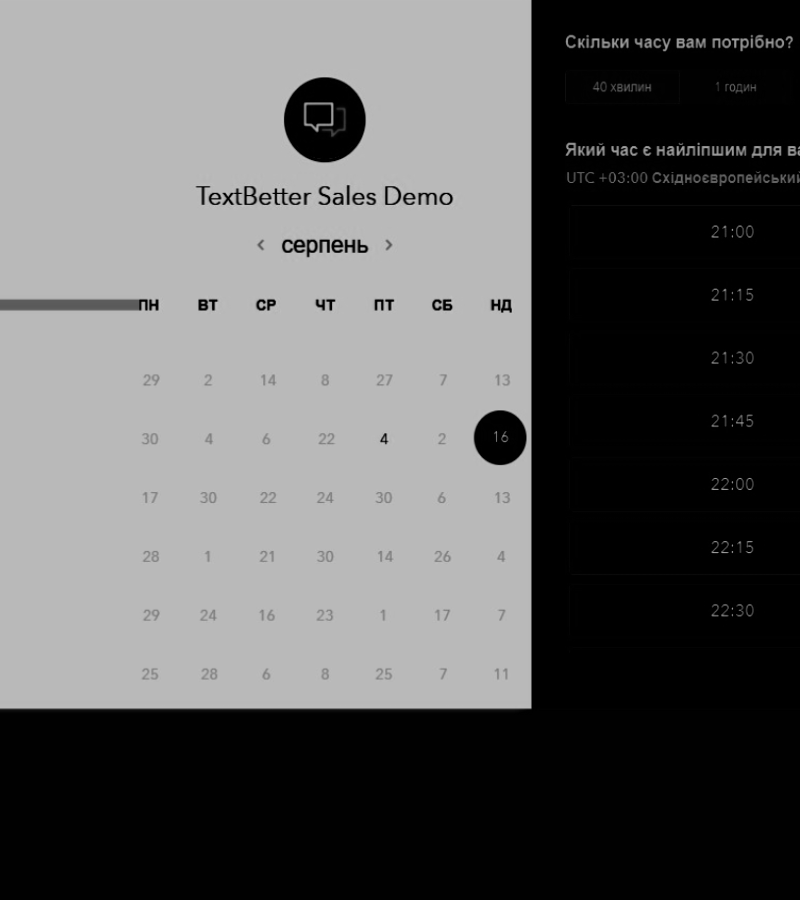 TextBetter Sales Demo
серпень
ПН ВТ СР ЧТ ПТ СБ НД
29 2 14 8 27 7 13
30 4 6 22 4 2 16
17 30 22 24 30 6 13
28 1 21 30 14 26 4
29 24 16 23 1 17 7
25 28 6 8 25 7 11
Скільки часу вам потрібно?
40 хвилин 1 годин
Який час є найліпшим для ва
UTC +03:00 Східноєвропейський
21:00
21:15
21:30
21:45
22:00
22:15
22:30